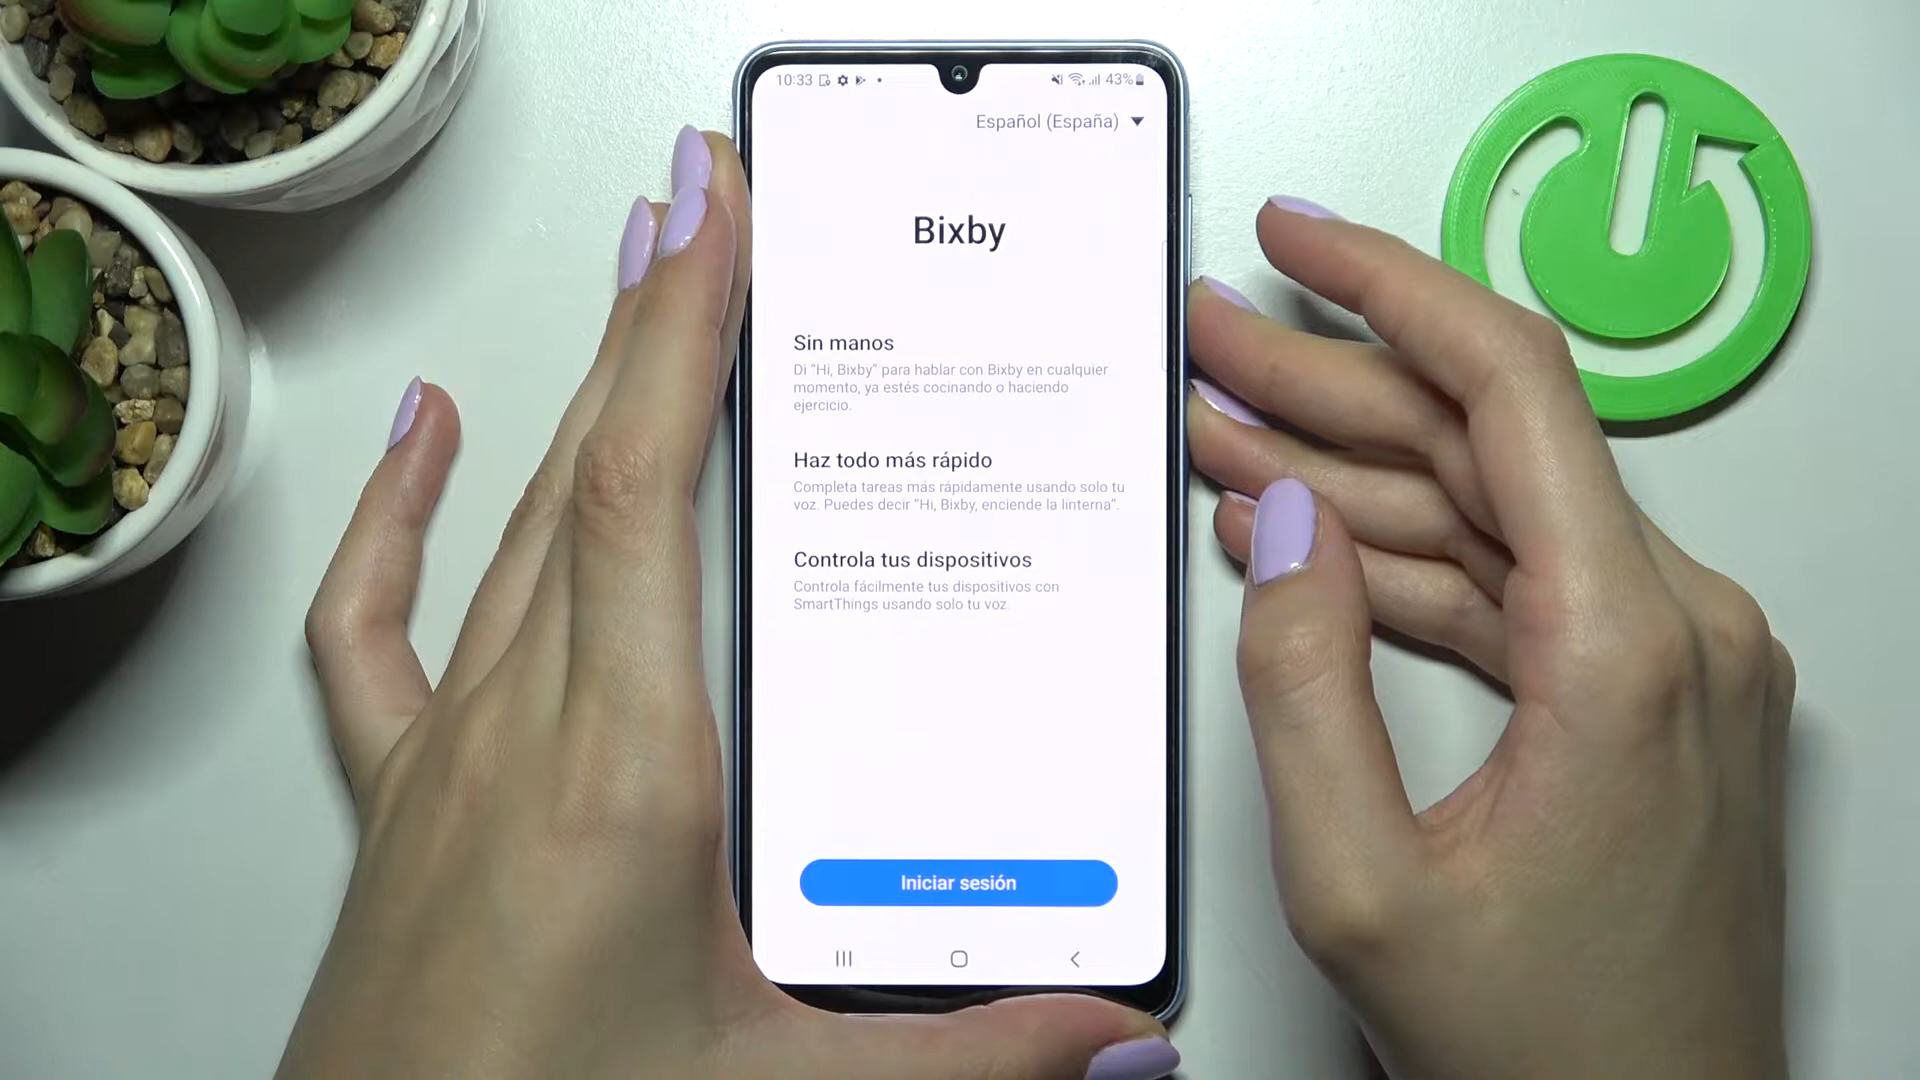 10:33 43%
Español (España)
Bixby
Sin manos
Di “Hi, Bixby” para hablar con Bixby en cualquier
momento, ya estés cocinando o haciendo
ejercicio.
Haz todo más rápido
Completa tareas más rápidamente usando solo tu
voz. Puedes decir “Hi, Bixby, enciende la linterna”.
Controla tus dispositivos
Controla fácilmente tus dispositivos con
SmartThings usando solo tu voz.
Iniciar sesión